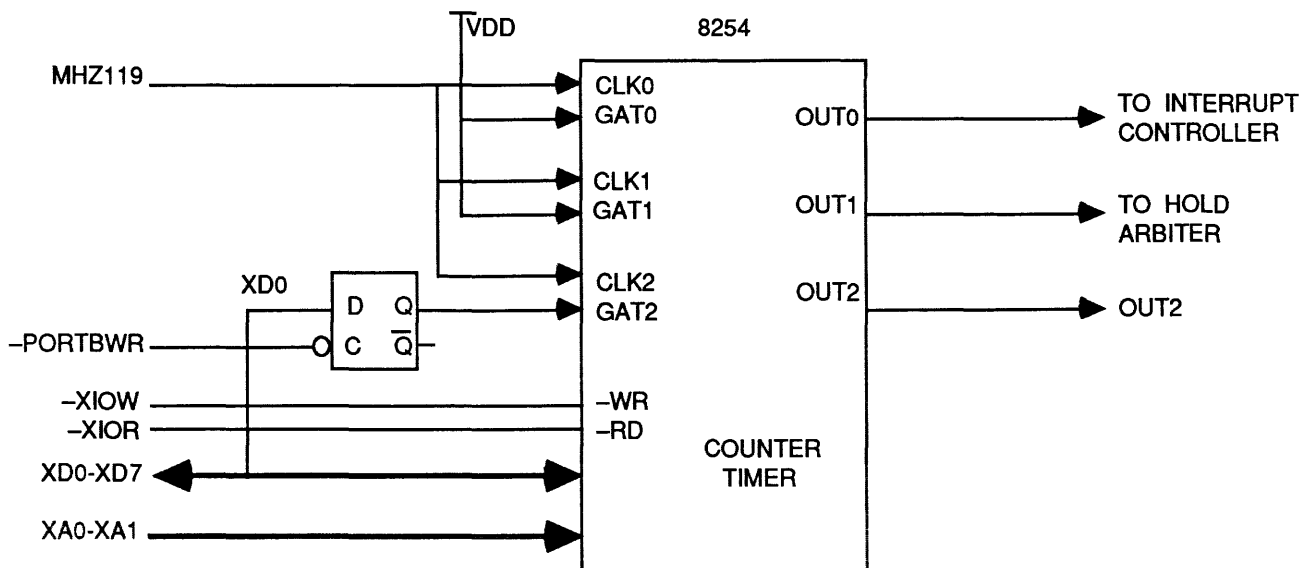 VDD
8254
MHZ119
CLK0
GAT0
OUT0
TO INTERRUPT
CONTROLLER
CLK1
GAT1
OUT1
TO HOLD
ARBITER
XD0
CLK2
GAT2
OUT2
OUT2
D Q
C Q̅
–PORTBWR
–XIOW
–WR
–XIOR
–RD
XD0-XD7
COUNTER
TIMER
XA0-XA1